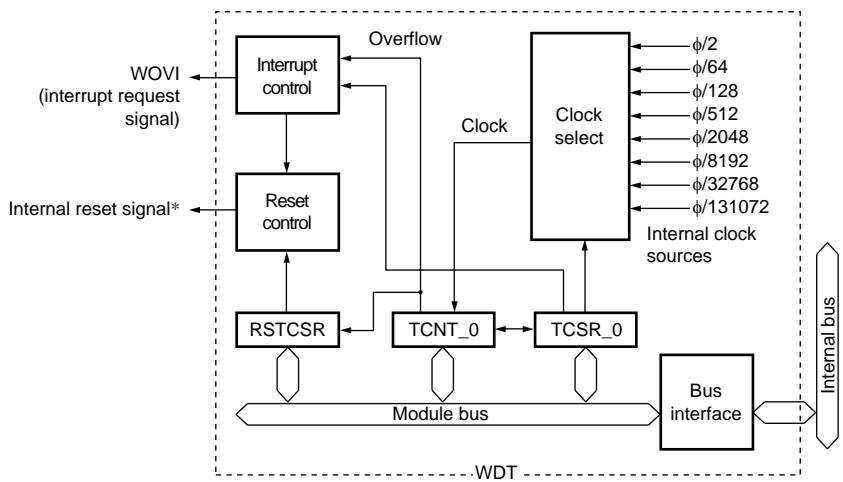 Overflow
WOVI
(interrupt request
signal)
Interrupt
control
Clock
Clock
select
ϕ/2
ϕ/64
ϕ/128
ϕ/512
ϕ/2048
ϕ/8192
ϕ/32768
ϕ/131072
Internal clock
sources
Internal reset signal*
Reset
control
RSTCSR
TCNT_0
TCSR_0
Module bus
Bus
interface
Internal bus
WDT